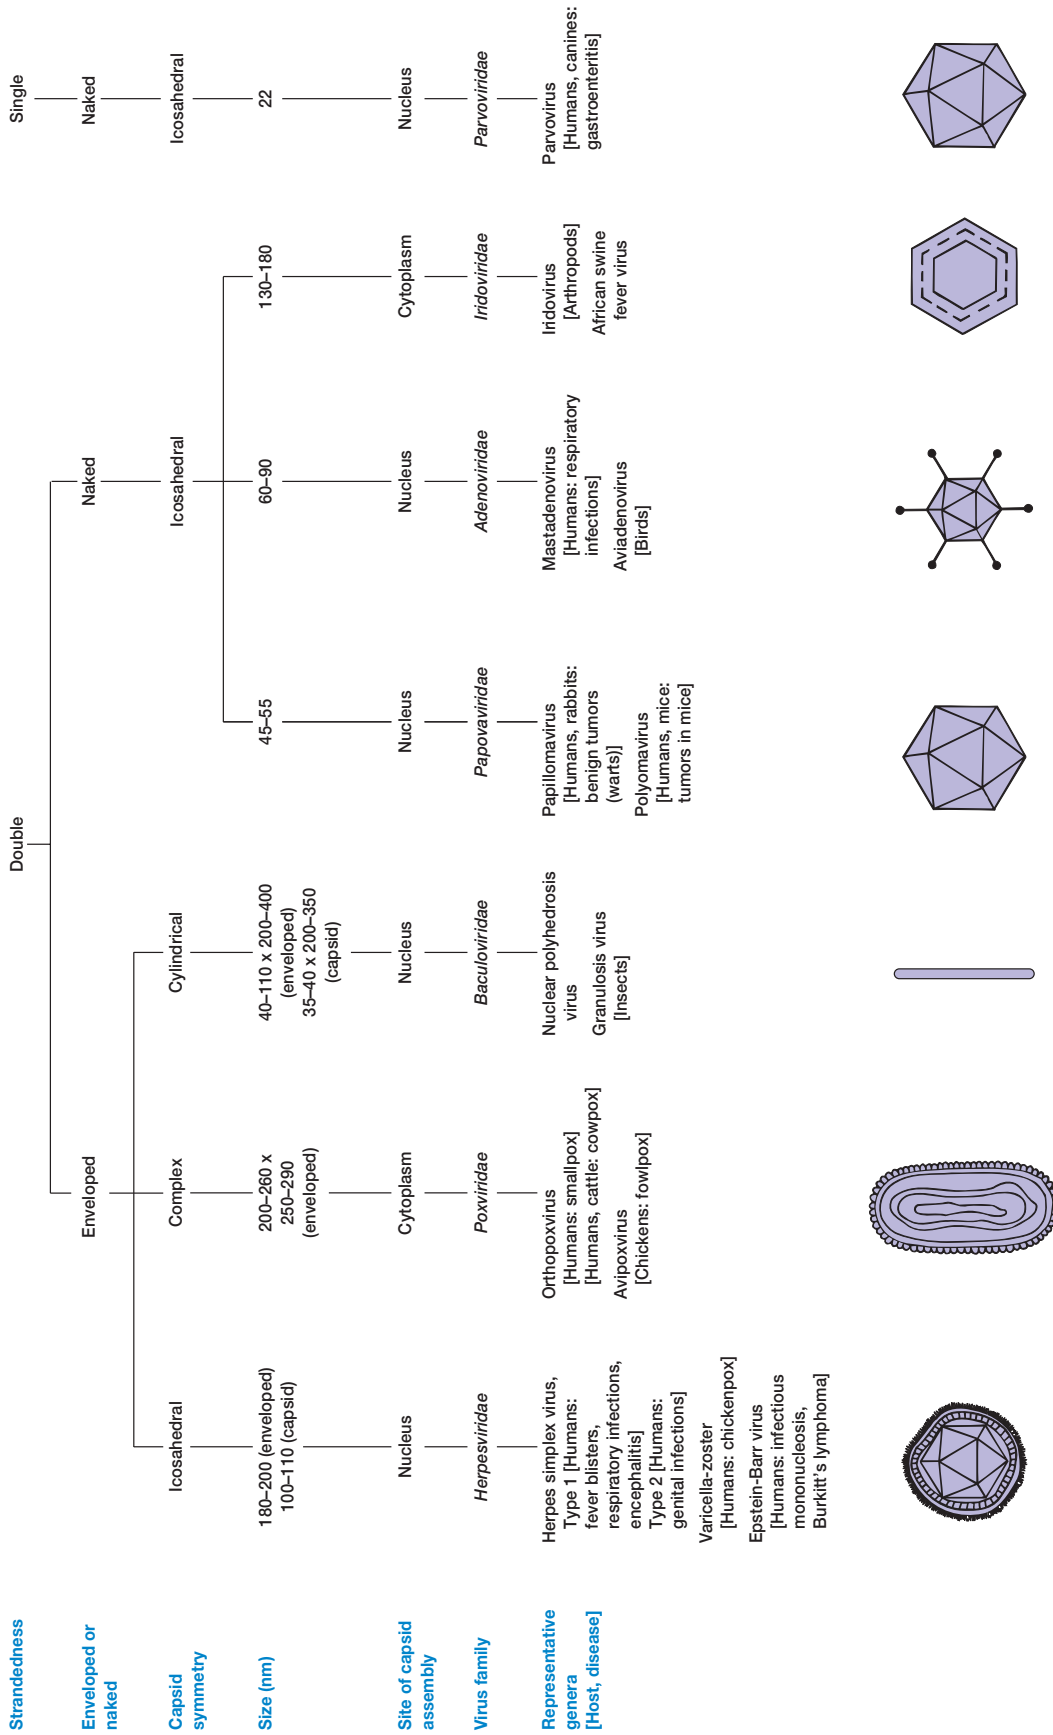 Strandedness
Double
Single
Enveloped or
naked
Enveloped
Naked
Naked
Capsid
symmetry
Icosahedral
Complex
Cylindrical
Icosahedral
Icosahedral
Size (nm)
180–200 (enveloped)
100–110 (capsid)
200–260 x
250–290
(enveloped)
40–110 x 200–400
(enveloped)
35–40 x 200–350
(capsid)
45–55
60–90
130–180
22
Site of capsid
assembly
Nucleus
Cytoplasm
Nucleus
Nucleus
Nucleus
Cytoplasm
Nucleus
Virus family
Herpesviridae
Poxviridae
Baculoviridae
Papovaviridae
Adenoviridae
Iridoviridae
Parvoviridae
Representative
genera
[Host, disease]
Herpes simplex virus,
Type 1 [Humans:
fever blisters,
respiratory infections,
encephalitis]
Type 2 [Humans:
genital infections]
Varicella-zoster
[Humans: chickenpox]
Epstein-Barr virus
[Humans: infectious
mononucleosis,
Burkitt's lymphoma]
Orthopoxvirus
[Humans: smallpox]
[Humans, cattle: cowpox]
Avipoxvirus
[Chickens: fowlpox]
Nuclear polyhedrosis
virus
Granulosis virus
[Insects]
Papillomavirus
[Humans, rabbits:
benign tumors
(warts)]
Polyomavirus
[Humans, mice:
tumors in mice]
Mastadenovirus
[Humans: respiratory
infections]
Aviadenovirus
[Birds]
Iridovirus
[Arthropods]
African swine
fever virus
Parvovirus
[Humans, canines:
gastroenteritis]